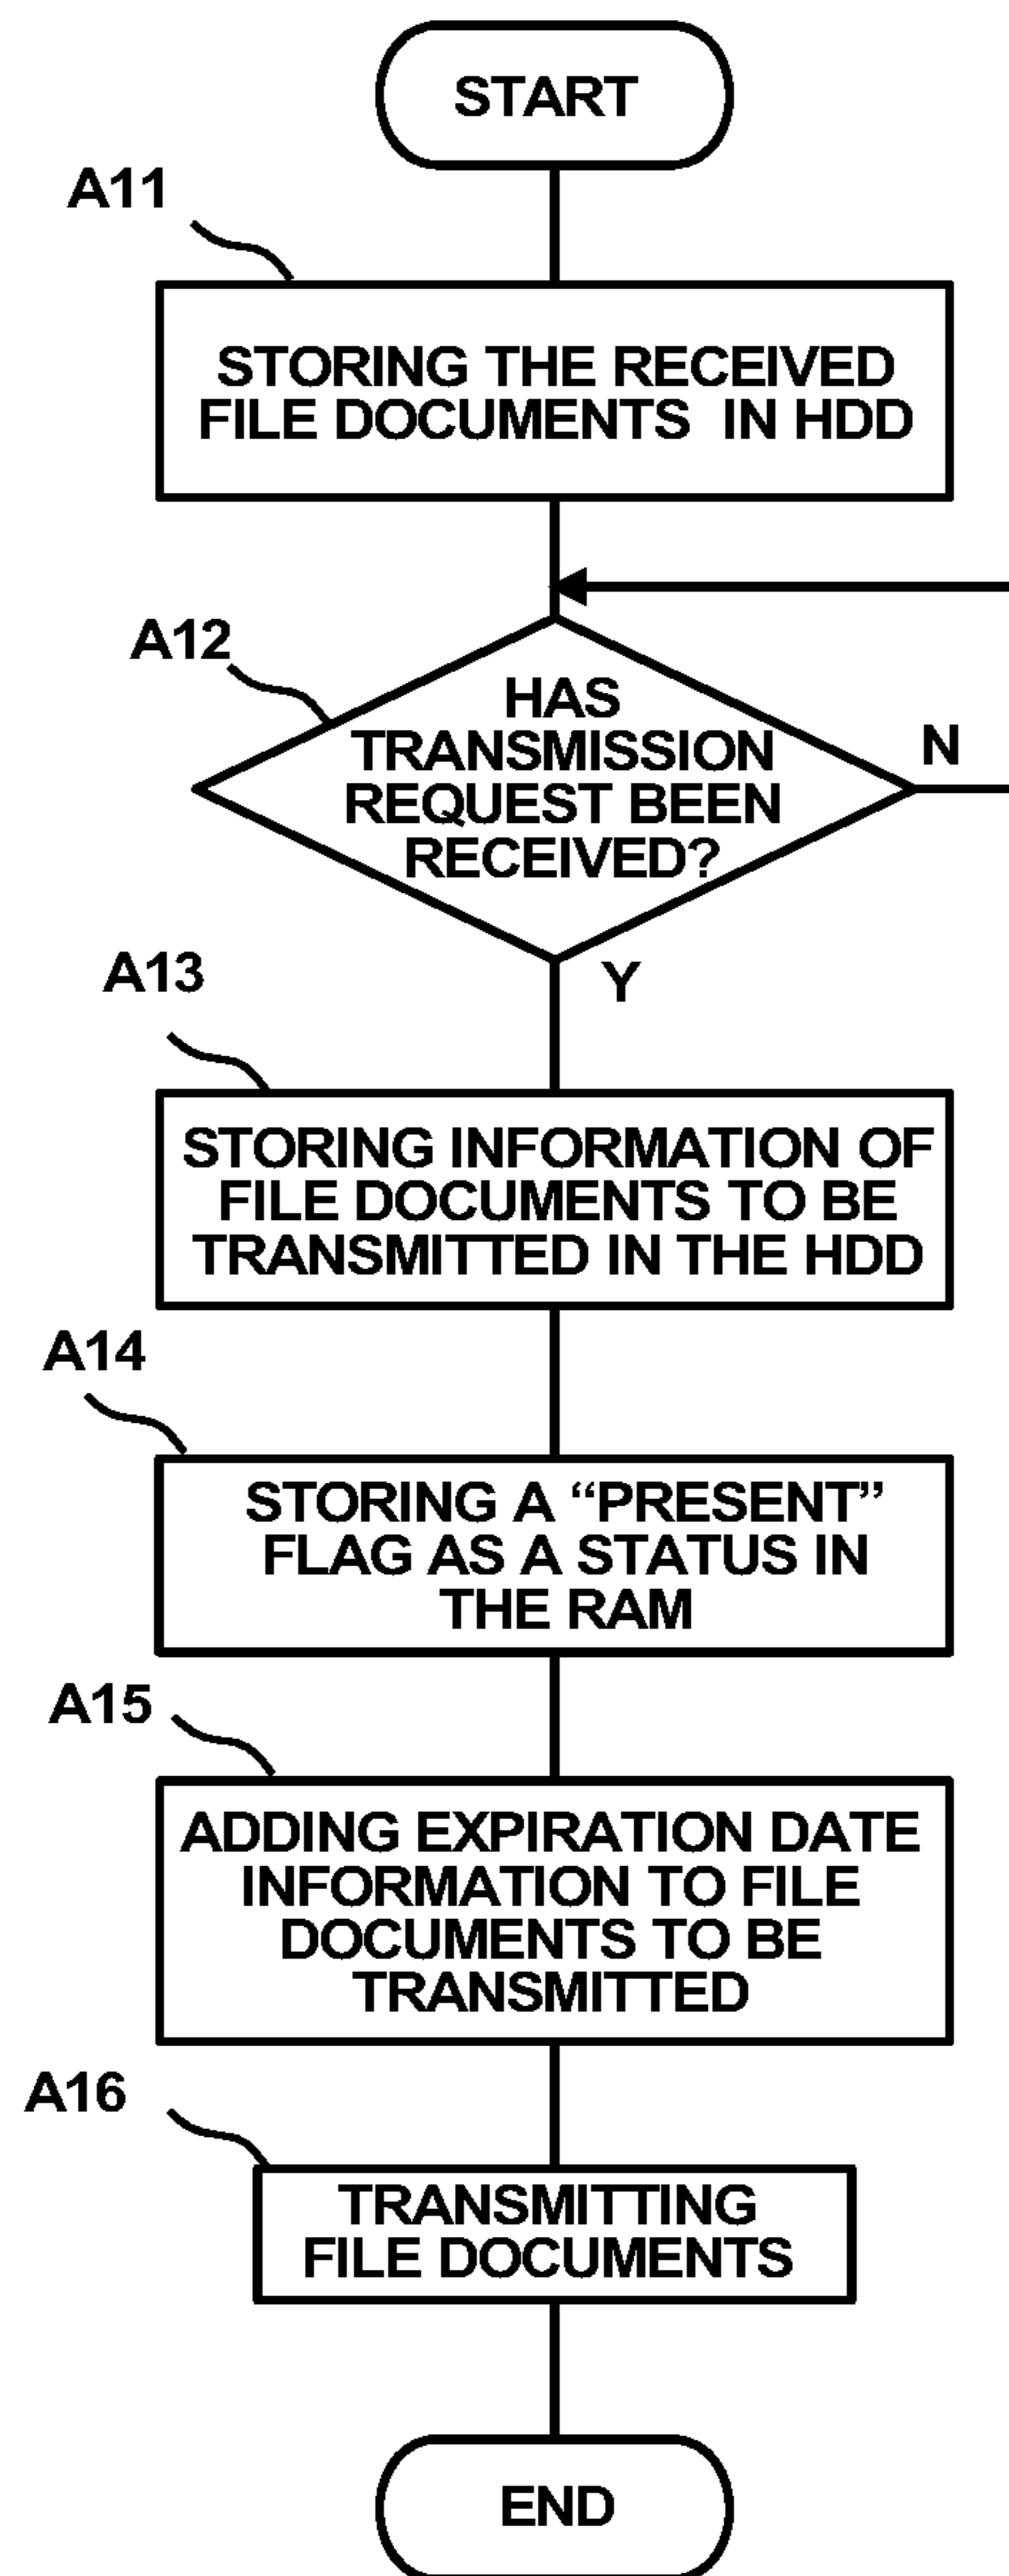 START
A11
STORING THE RECEIVED
FILE DOCUMENTS IN HDD
A12
HAS
TRANSMISSION
REQUEST BEEN
RECEIVED?
N
Y
A13
STORING INFORMATION OF
FILE DOCUMENTS TO BE
TRANSMITTED IN THE HDD
A14
STORING A “PRESENT”
FLAG AS A STATUS IN
THE RAM
A15
ADDING EXPIRATION DATE
INFORMATION TO FILE
DOCUMENTS TO BE
TRANSMITTED
A16
TRANSMITTING
FILE DOCUMENTS
END